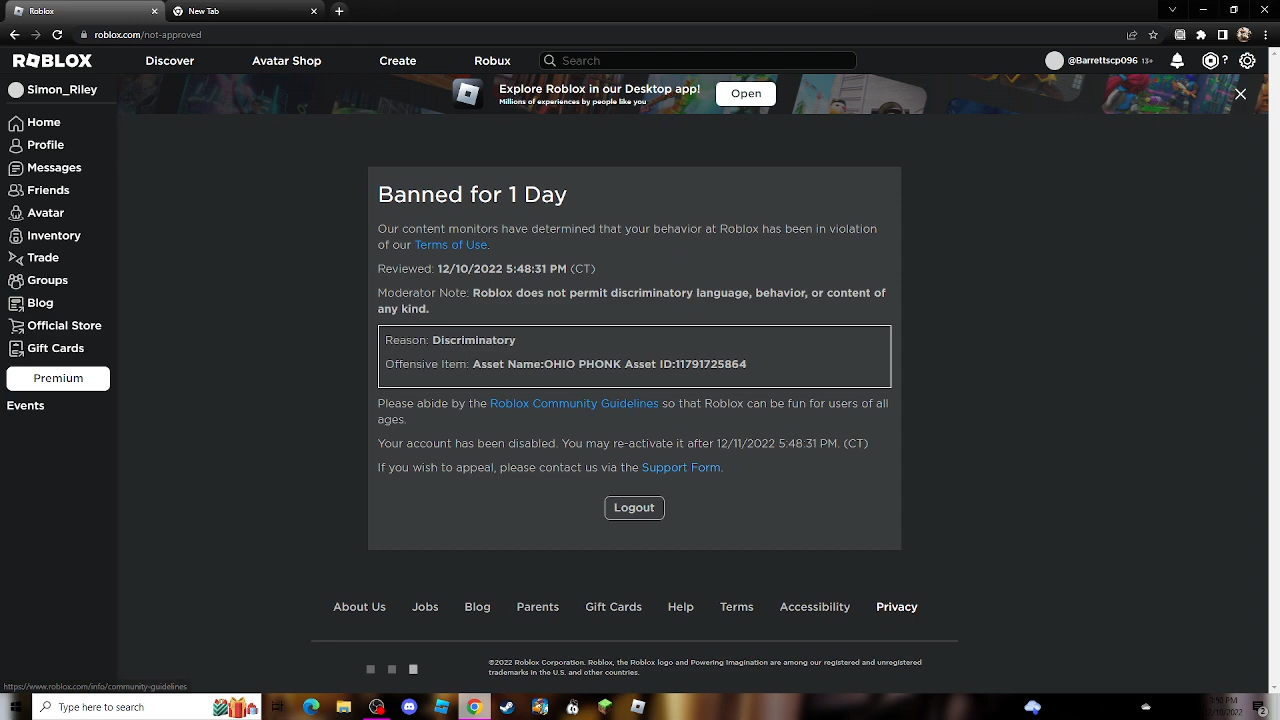 Roblox
New Tab
roblox.com/not-approved
ROBLOX
Discover
Avatar Shop
Create
Robux
Search
@Barrettscp096 13+
?
Simon_Riley
Explore Roblox in our Desktop app!
Millions of experiences by people like you
Open
Home
Profile
Messages
Friends
Avatar
Inventory
Trade
Groups
Blog
Official Store
Gift Cards
Premium
Events
Banned for 1 Day
Our content monitors have determined that your behavior at Roblox has been in violation
of our Terms of Use.
Reviewed: 12/10/2022 5:48:31 PM (CT)
Moderator Note: Roblox does not permit discriminatory language, behavior, or content of
any kind.
Reason: Discriminatory
Offensive Item: Asset Name:OHIO PHONK Asset ID:11791725864
Please abide by the Roblox Community Guidelines so that Roblox can be fun for users of all
ages.
Your account has been disabled. You may re-activate it after 12/11/2022 5:48:31 PM. (CT)
If you wish to appeal, please contact us via the Support Form.
Logout
About Us
Jobs
Blog
Parents
Gift Cards
Help
Terms
Accessibility
Privacy
©2022 Roblox Corporation. Roblox, the Roblox logo and Powering Imagination are among our registered and unregistered
trademarks in the U.S. and other countries.
https://www.roblox.com/info/community-guidelines
Type here to search
2